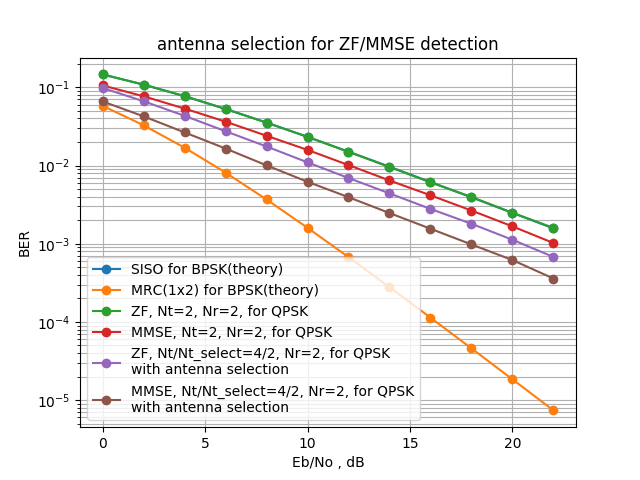 antenna selection for ZF/MMSE detection
10⁻¹
10⁻²
10⁻³
10⁻⁴
10⁻⁵
BER
SISO for BPSK(theory)
MRC(1x2) for BPSK(theory)
ZF, Nt=2, Nr=2, for QPSK
MMSE, Nt=2, Nr=2, for QPSK
ZF, Nt/Nt_select=4/2, Nr=2, for QPSK
with antenna selection
MMSE, Nt/Nt_select=4/2, Nr=2, for QPSK
with antenna selection
0 5 10 15 20
Eb/No , dB